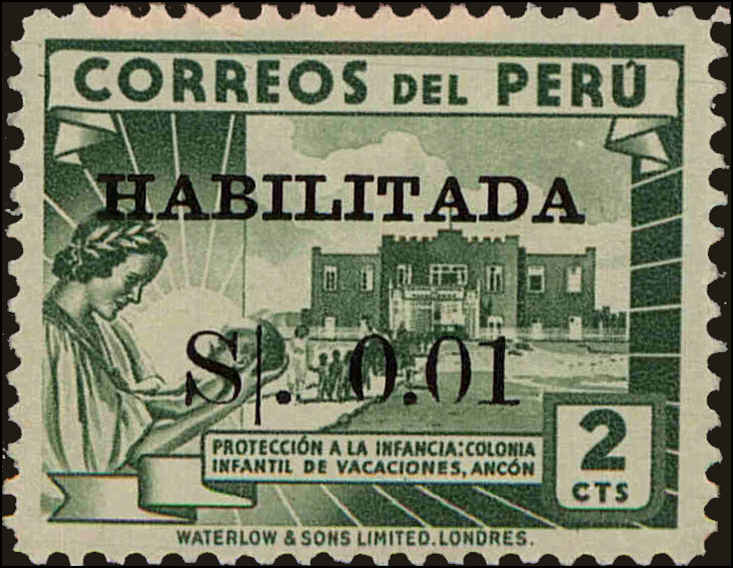 CORREOS DEL PERÚ
HABILITADA
S/. 0.01
PROTECCIÓN A LA INFANCIA: COLONIA
INFANTIL DE VACACIONES, ANCÓN
2
CTS
WATERLOW & SONS LIMITED. LONDRES.